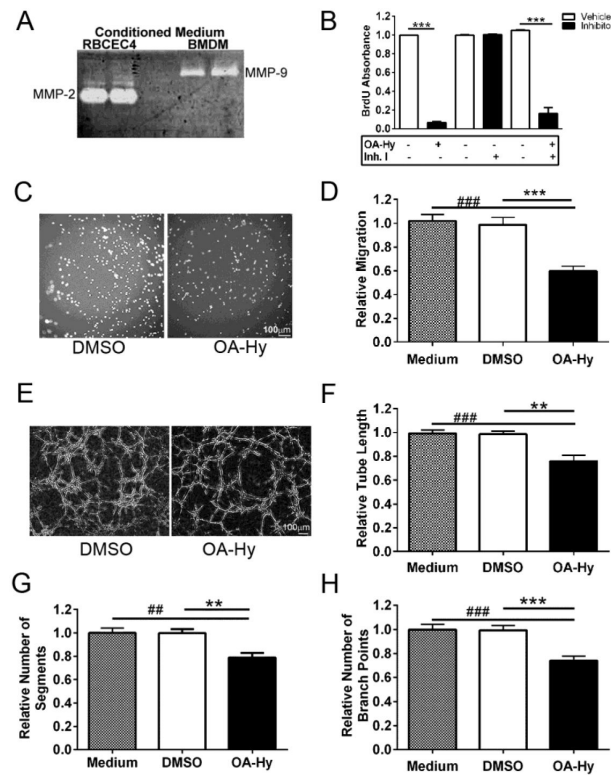 A
Conditioned Medium
RBCEC4 BMDM
MMP-2
MMP-9
B
BrdU Absorbance
2.0
1.5
1.0
0.5
0.0
***
***
Vehicle
Inhibito
OA-Hy - + - - - +
Inh. I - - - + - +
C
100µm
DMSO OA-Hy
D
Relative Migration
1.2
1.0
0.8
0.6
0.4
0.2
0.0
###
***
Medium DMSO OA-Hy
E
100µm
DMSO OA-Hy
F
Relative Tube Length
1.2
1.0
0.8
0.6
0.4
0.2
0.0
###
**
Medium DMSO OA-Hy
G
Relative Number of
Segments
1.2
1.0
0.8
0.6
0.4
0.2
0.0
##
**
Medium DMSO OA-Hy
H
Relative Number of
Branch Points
1.2
1.0
0.8
0.6
0.4
0.2
0.0
###
***
Medium DMSO OA-Hy